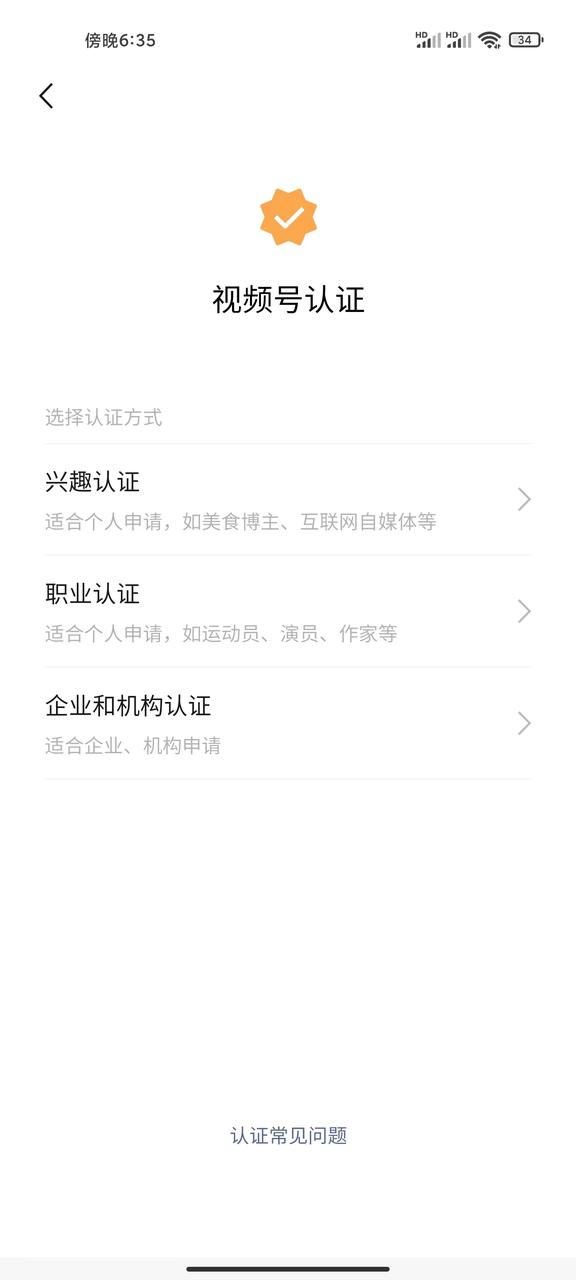 傍晚6:35
HD HD 34
视频号认证
选择认证方式
兴趣认证
适合个人申请，如美食博主、互联网自媒体等
职业认证
适合个人申请，如运动员、演员、作家等
企业和机构认证
适合企业、机构申请
认证常见问题